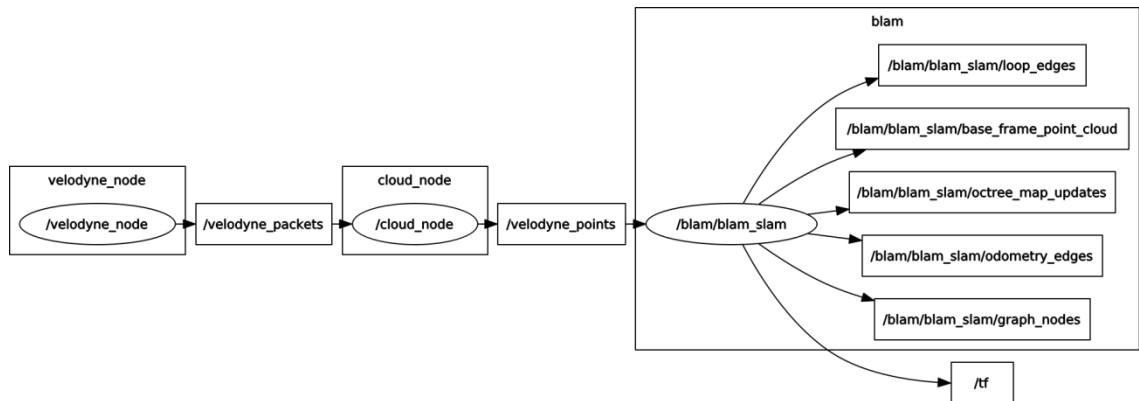 blam
/blam/blam_slam/loop_edges
/blam/blam_slam/base_frame_point_cloud
velodyne_node
cloud_node
/blam/blam_slam/octree_map_updates
/velodyne_node
/velodyne_packets
/cloud_node
/velodyne_points
/blam/blam_slam
/blam/blam_slam/odometry_edges
/blam/blam_slam/graph_nodes
/tf